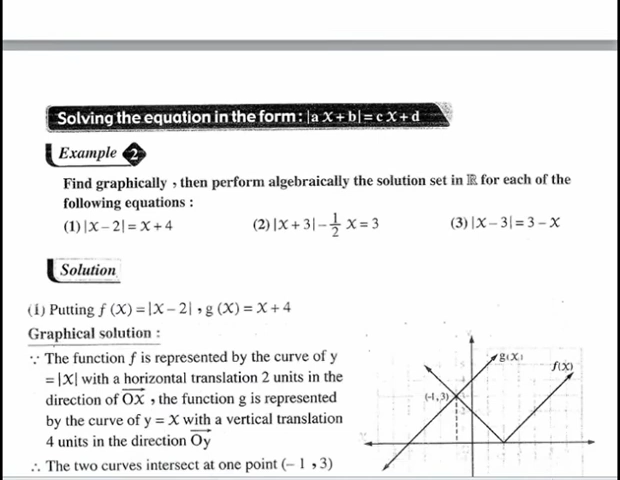 Solving the equation in the form : |a X + b| = c X + d
Example 2
Find graphically , then perform algebraically the solution set in ℝ for each of the
following equations :
(1) |X − 2| = X + 4 (2) |X + 3| − 1/2 X = 3 (3) |X − 3| = 3 − X
Solution
(1) Putting f (X) = |X − 2| , g (X) = X + 4
Graphical solution :
∵ The function f is represented by the curve of y
= |X| with a horizontal translation 2 units in the
direction of OX→ , the function g is represented
by the curve of y = X with a vertical translation
4 units in the direction Oy→
∴ The two curves intersect at one point (− 1 , 3)
g(X)
f(X)
(-1,3)